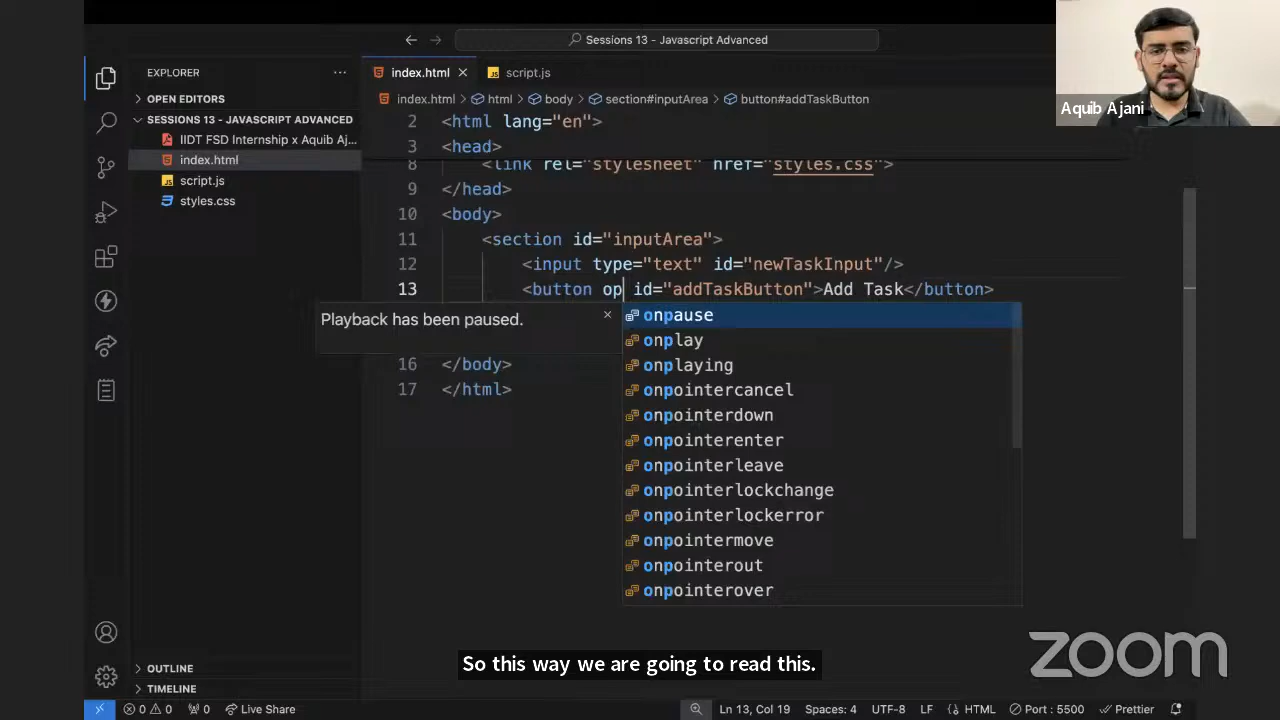 Sessions 13 - Javascript Advanced
EXPLORER
OPEN EDITORS
SESSIONS 13 - JAVASCRIPT ADVANCED
IIDT FSD Internship x Aquib Aj...
index.html
script.js
styles.css
OUTLINE
TIMELINE
index.html
script.js
index.html > html > body > section#inputArea > button#addTaskButton
2 <html lang="en">
3 <head>
8 <link rel="stylesheet" href="styles.css">
9 </head>
10 <body>
11 <section id="inputArea">
12 <input type="text" id="newTaskInput"/>
13 <button op id="addTaskButton">Add Task</button>
Playback has been paused.
onpause
onplay
onplaying
onpointercancel
onpointerdown
onpointerenter
onpointerleave
onpointerlockchange
onpointerlockerror
onpointermove
onpointerout
onpointerover
16 </body>
17 </html>
Aquib Ajani
So this way we are going to read this.
zoom
0 0 0 Live Share Ln 13, Col 19 Spaces: 4 UTF-8 LF {} HTML Port : 5500 Prettier